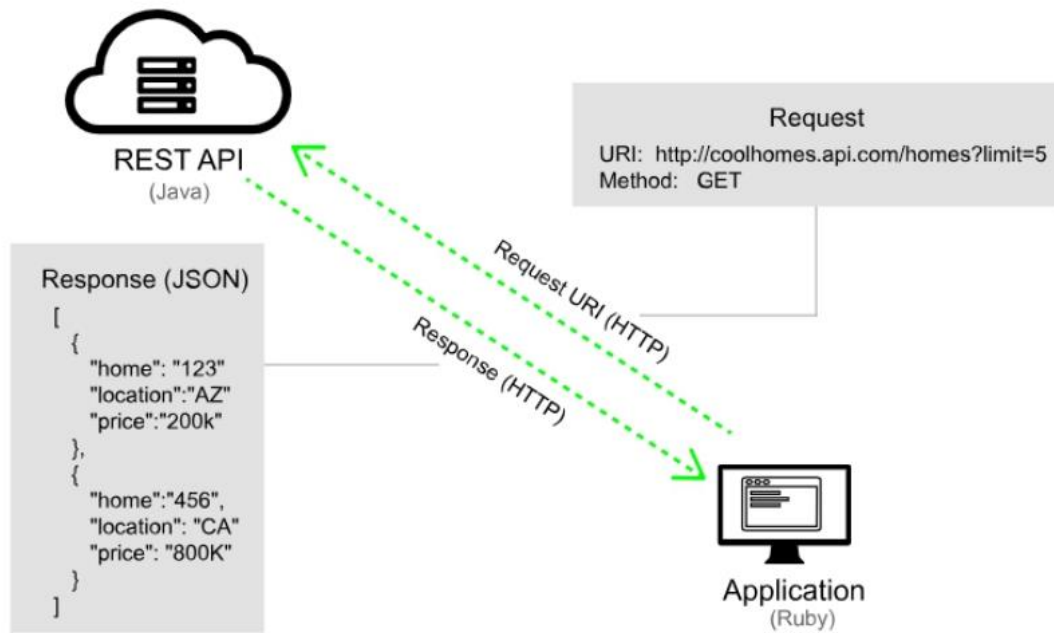 REST API
(Java)
Request
URI: http://coolhomes.api.com/homes?limit=5
Method: GET
Request URI (HTTP)
Response (HTTP)
Response (JSON)
[
{
"home": "123"
"location":"AZ"
"price":"200k"
},
{
"home":"456",
"location": "CA"
"price": "800K"
}
]
Application
(Ruby)